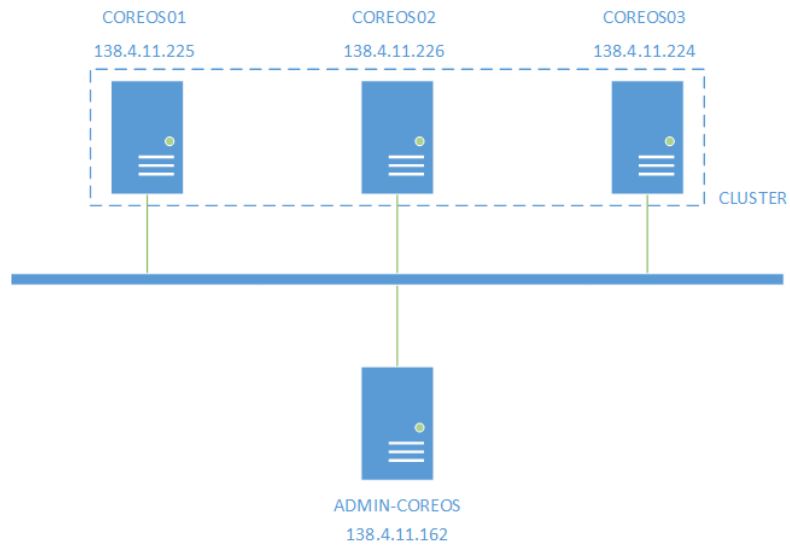 COREOS01
138.4.11.225
COREOS02
138.4.11.226
COREOS03
138.4.11.224
CLUSTER
ADMIN-COREOS
138.4.11.162